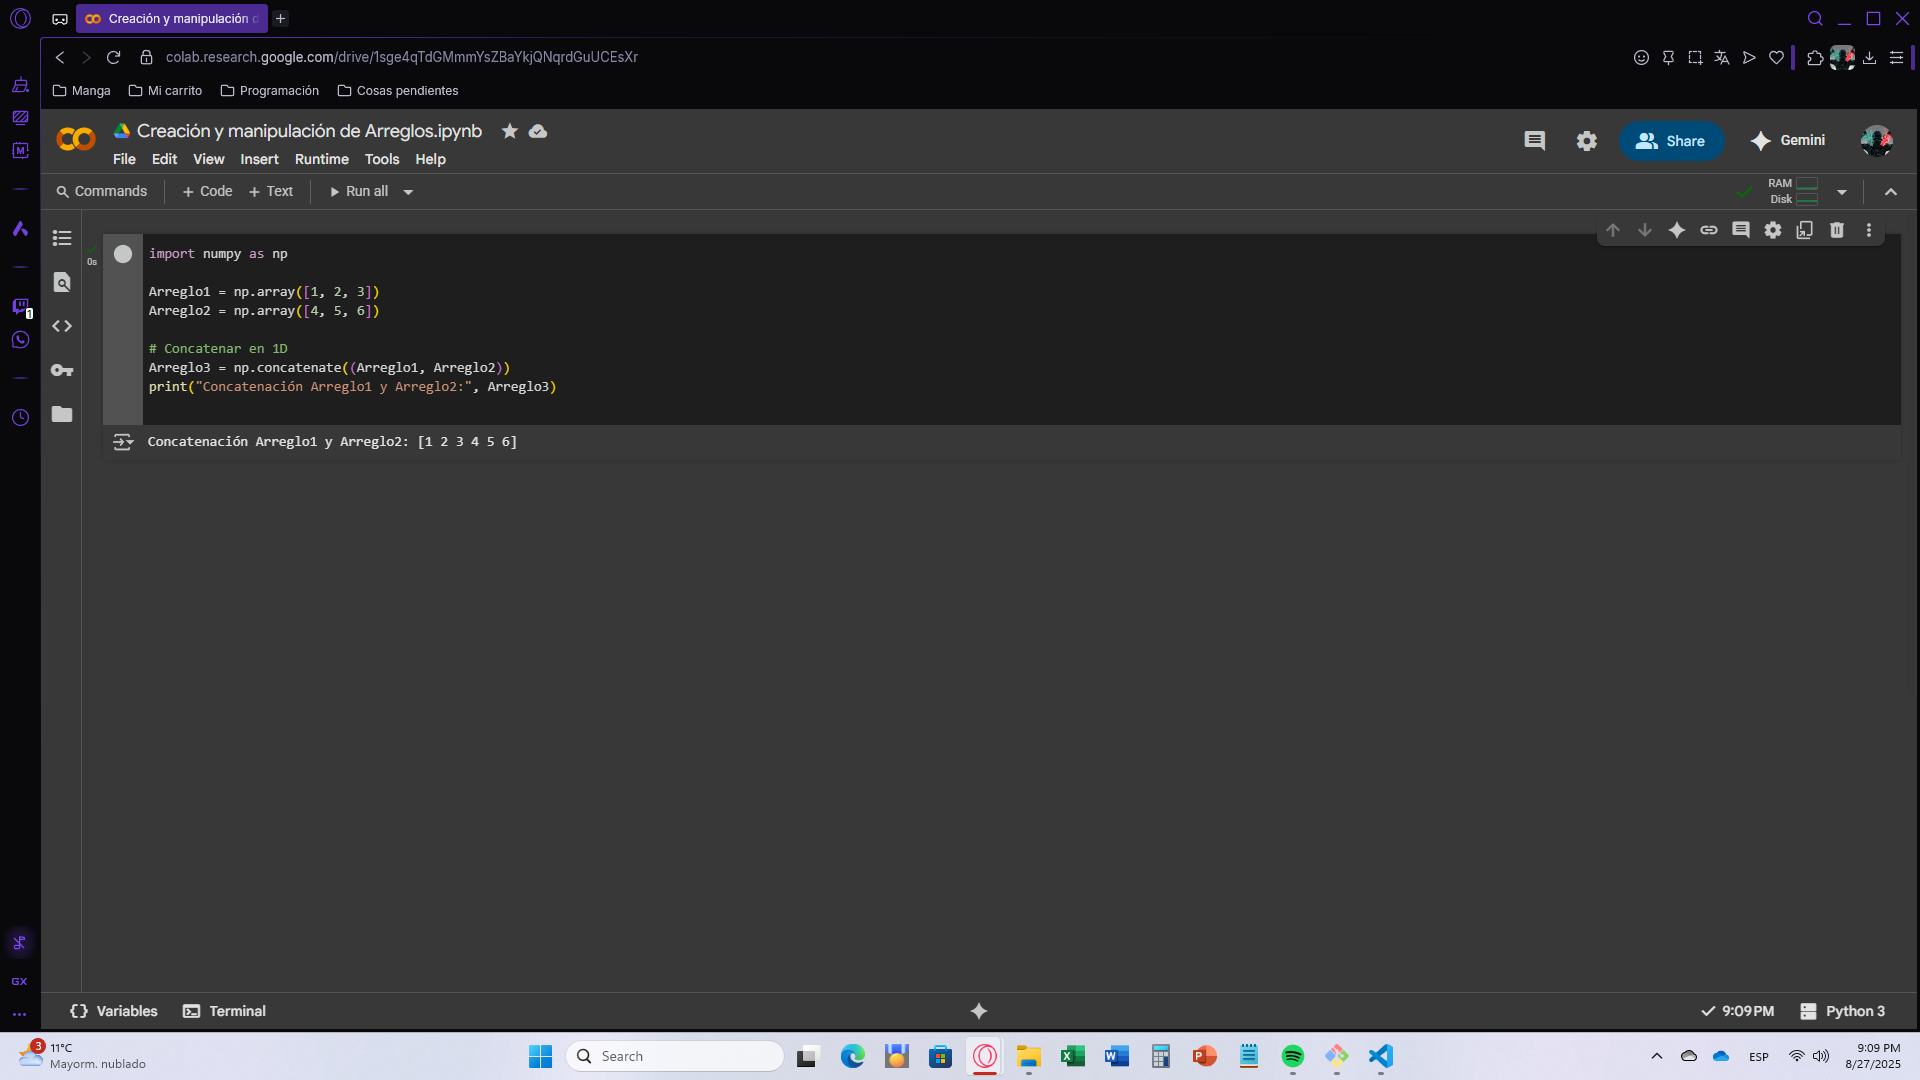 Creación y manipulación d
colab.research.google.com/drive/1sge4qTdGMmmYsZBaYkjQNqrdGuUCEsXr
Manga Mi carrito Programación Cosas pendientes
Creación y manipulación de Arreglos.ipynb
File Edit View Insert Runtime Tools Help
Share Gemini
Commands + Code + Text Run all
RAM
Disk
0s
import numpy as np
Arreglo1 = np.array([1, 2, 3])
Arreglo2 = np.array([4, 5, 6])
# Concatenar en 1D
Arreglo3 = np.concatenate((Arreglo1, Arreglo2))
print("Concatenación Arreglo1 y Arreglo2:", Arreglo3)
Concatenación Arreglo1 y Arreglo2: [1 2 3 4 5 6]
M
1
GX
{} Variables Terminal
9:09 PM Python 3
3
11°C
Mayorm. nublado
Search
ESP
9:09 PM
8/27/2025